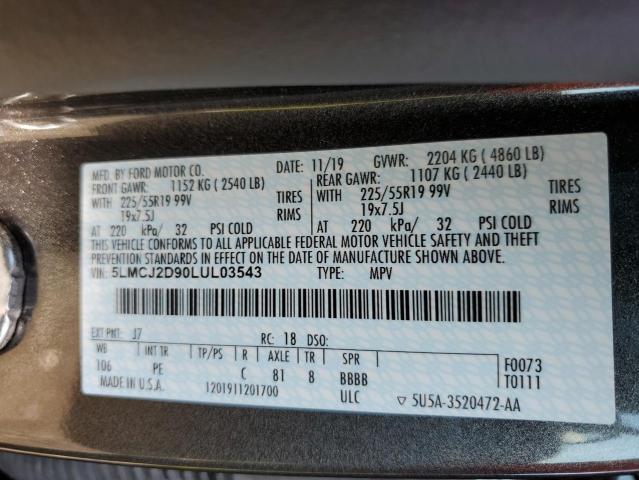 MFD. BY FORD MOTOR CO. DATE: 11/19 GVWR: 2204 KG ( 4860 LB)
FRONT GAWR: 1152 KG ( 2540 LB) REAR GAWR: 1107 KG ( 2440 LB)
WITH 225/55R19 99V TIRES WITH 225/55R19 99V TIRES
19x7.5J RIMS 19x7.5J RIMS
AT 220 kPa/ 32 PSI COLD AT 220 kPa/ 32 PSI COLD
THIS VEHICLE CONFORMS TO ALL APPLICABLE FEDERAL MOTOR VEHICLE SAFETY AND THEFT
PREVENTION STANDARDS IN EFFECT ON THE DATE OF MANUFACTURE SHOWN ABOVE.
VIN: 5LMCJ2D90LUL03543 TYPE: MPV
EXT PNT: J7 RC: 18 DSO:
WB INT TR TP/PS R AXLE TR SPR F0073
106 PE C 81 8 BBBB T0111
MADE IN U.S.A. 1201911201700 ULC ▽ 5U5A-3520472-AA